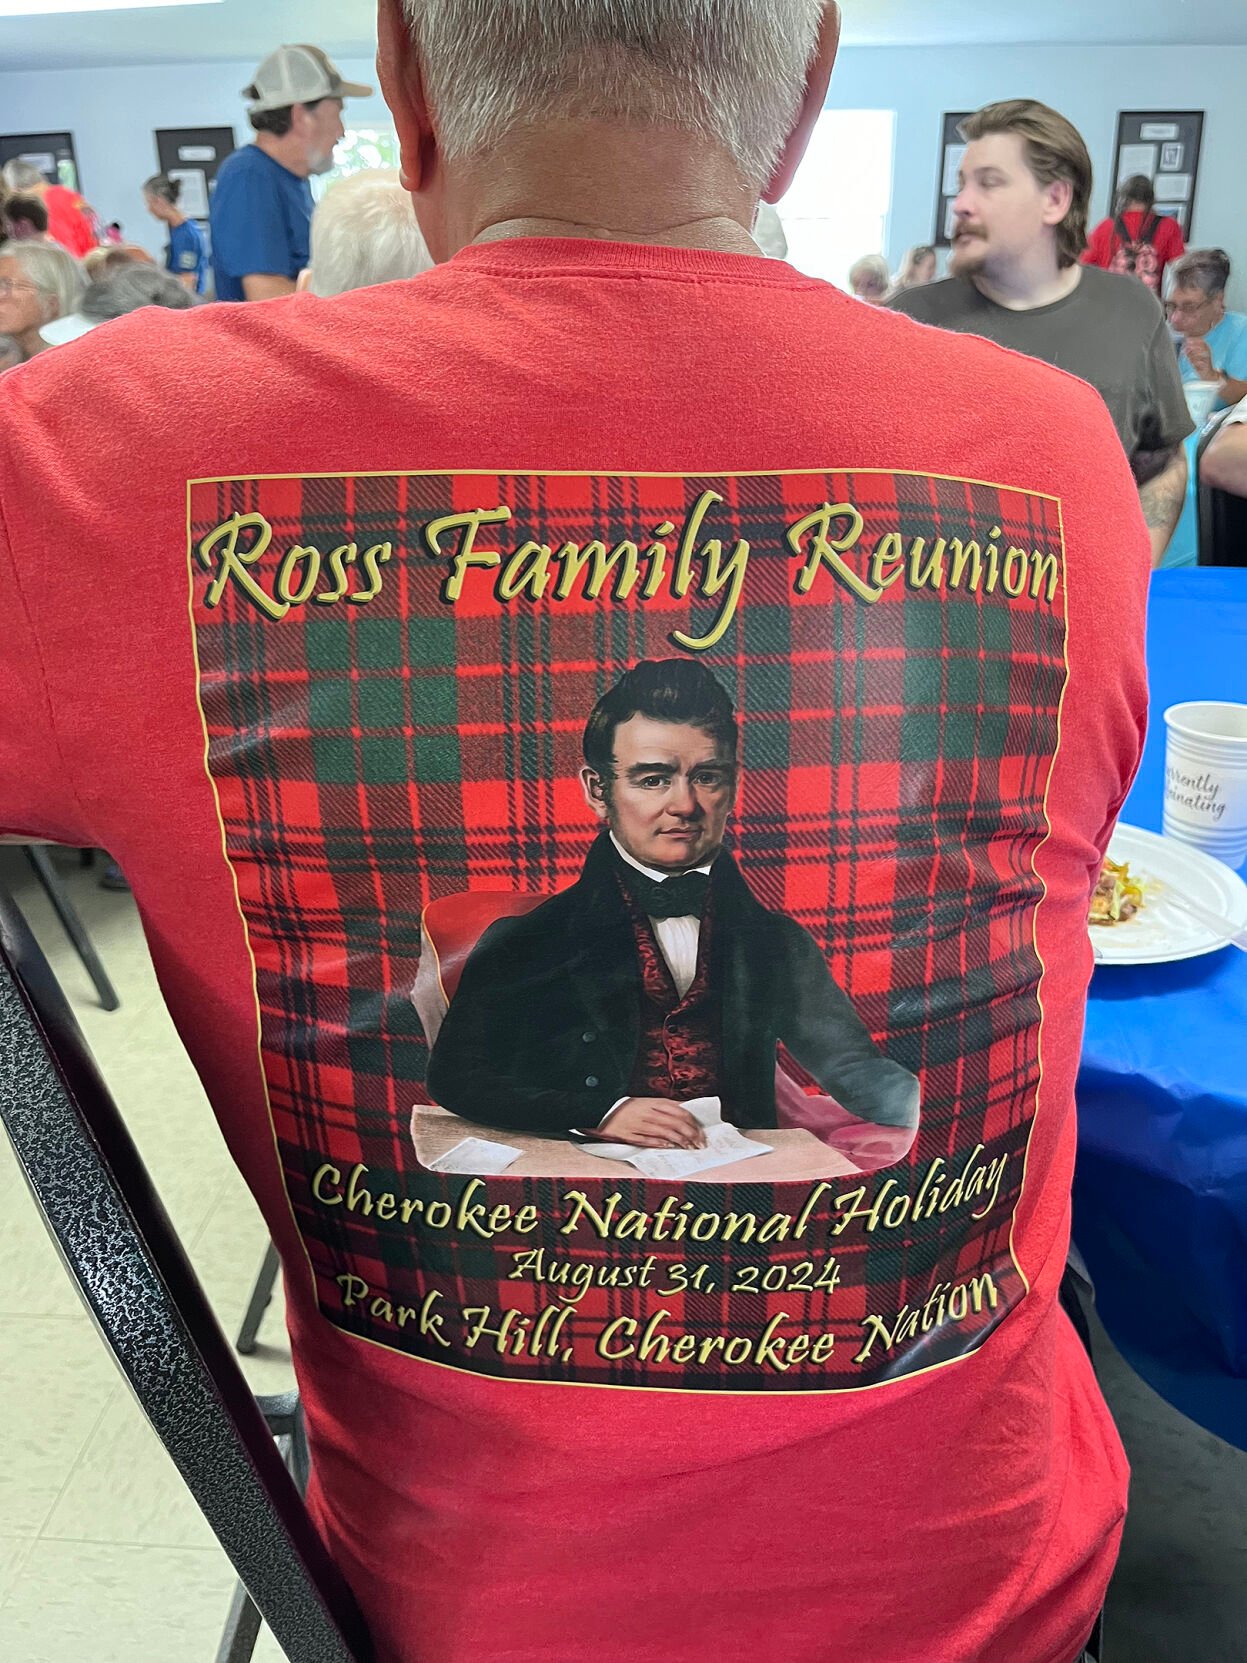 Ross Family Reunion
Cherokee National Holiday
August 31, 2024
Park Hill, Cherokee Nation